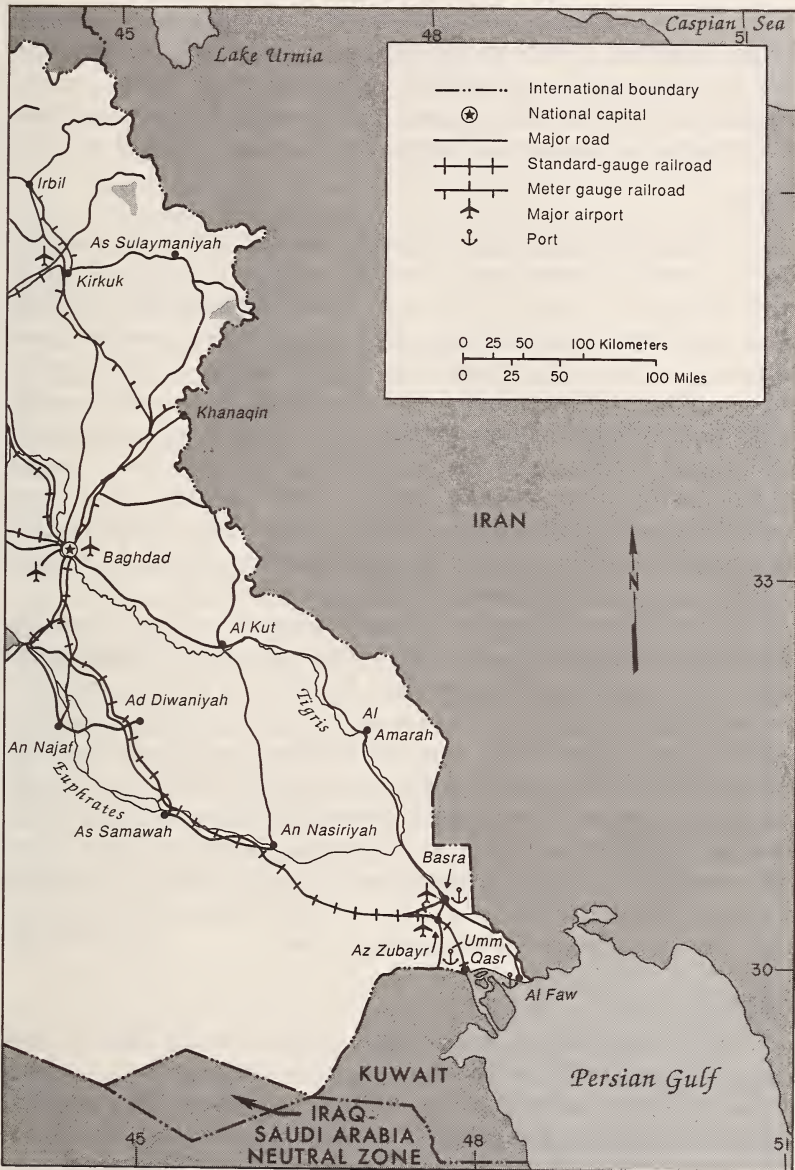 45
48
51
Caspian Sea
Lake Urmia
International boundary
National capital
Major road
Standard-gauge railroad
Meter gauge railroad
Major airport
Port
0 25 50 100 Kilometers
0 25 50 100 Miles
Irbil
As Sulaymaniyah
Kirkuk
Khanaqin
IRAN
N
Baghdad
33
Al Kut
Tigris
Ad Diwaniyah
Al
Amarah
An Najaf
Euphrates
As Samawah
An Nasiriyah
Basra
Az Zubayr
Umm
Qasr
30
Al Faw
KUWAIT
Persian Gulf
IRAQ-
SAUDI ARABIA
NEUTRAL ZONE
45
48
51